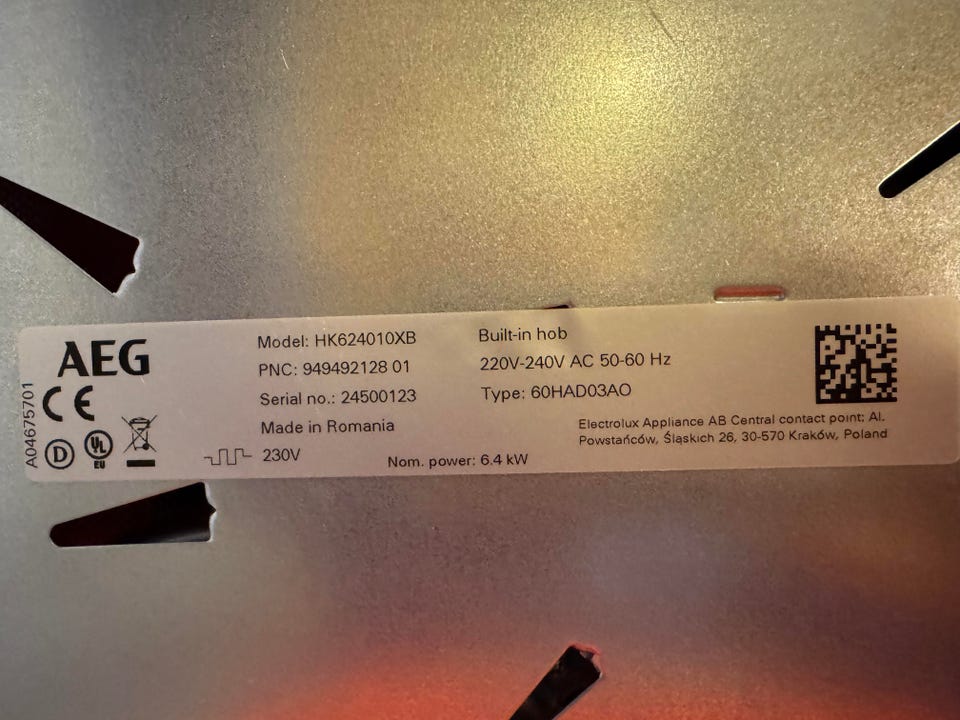 AEG
A04675701
CE
D
UL
EU
Model: HK624010XB
PNC: 949492128 01
Serial no.: 24500123
Made in Romania
230V
Nom. power: 6.4 kW
Built-in hob
220V-240V AC 50-60 Hz
Type: 60HAD03AO
Electrolux Appliance AB Central contact point: Al.
Powstańców, Śląskich 26, 30-570 Kraków, Poland